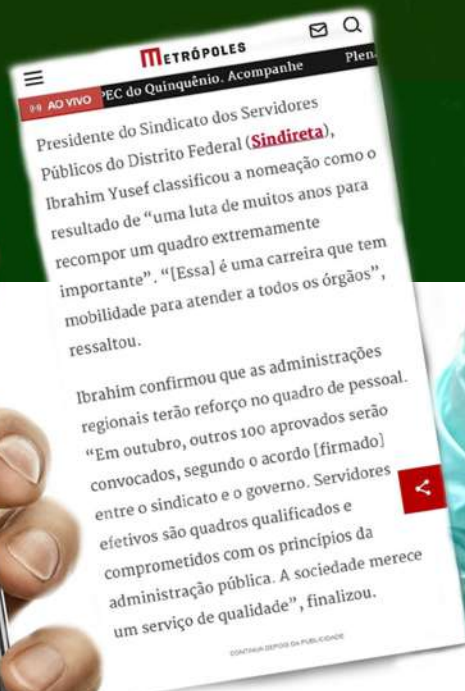 METRÓPOLES
AO VIVO PEC do Quinquênio. Acompanhe
Presidente do Sindicato dos Servidores
Públicos do Distrito Federal (Sindireta),
Ibrahim Yusef classificou a nomeação como o
resultado de “uma luta de muitos anos para
recompor um quadro extremamente
importante”. “[Essa] é uma carreira que tem
mobilidade para atender a todos os órgãos”,
ressaltou.
Ibrahim confirmou que as administrações
regionais terão reforço no quadro de pessoal.
“Em outubro, outros 100 aprovados serão
convocados, segundo o acordo [firmado]
entre o sindicato e o governo. Servidores
efetivos são quadros qualificados e
comprometidos com os princípios da
administração pública. A sociedade merece
um serviço de qualidade”, finalizou.
CONTINUA DEPOIS DA PUBLICIDADE